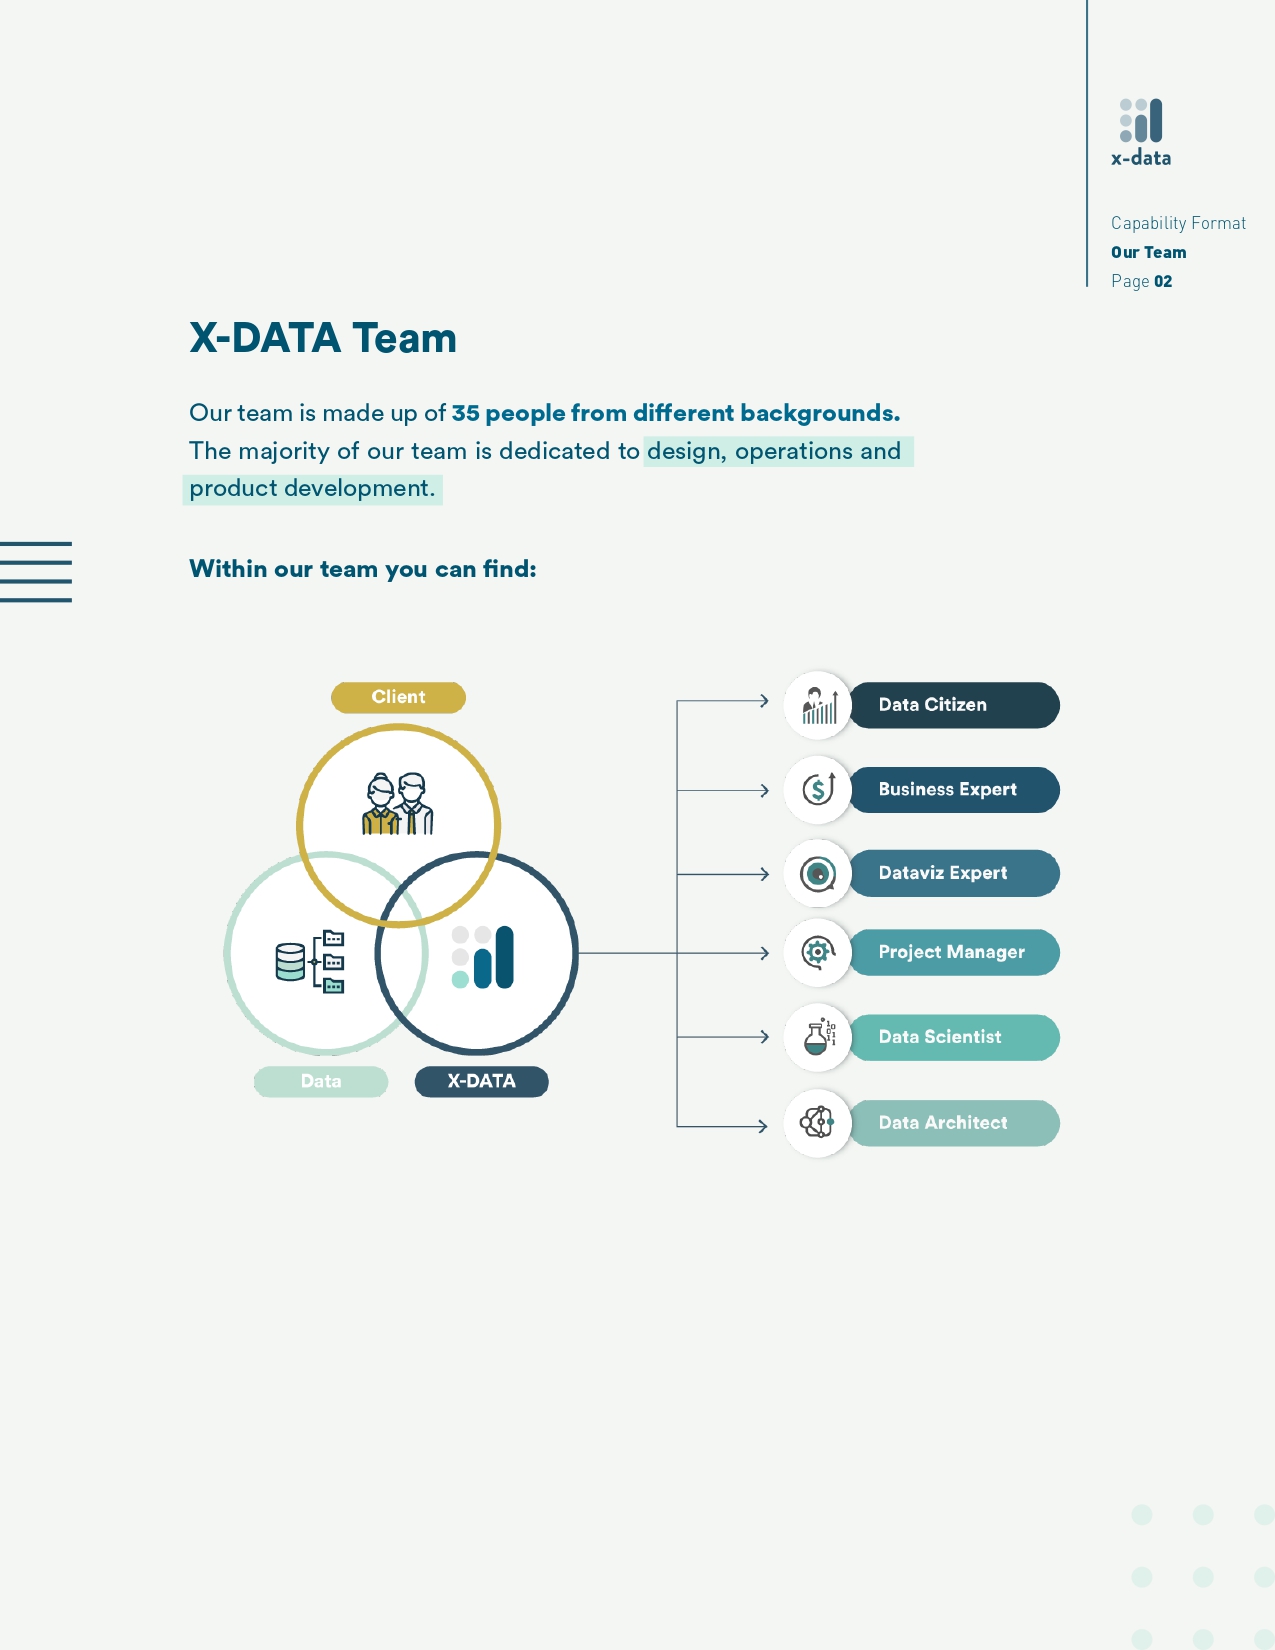 x-data
Capability Format
Our Team
Page 02
X-DATA Team
Our team is made up of 35 people from different backgrounds.
The majority of our team is dedicated to design, operations and
product development.
Within our team you can find:
Client
Data
X-DATA
Data Citizen
Business Expert
Dataviz Expert
Project Manager
Data Scientist
Data Architect